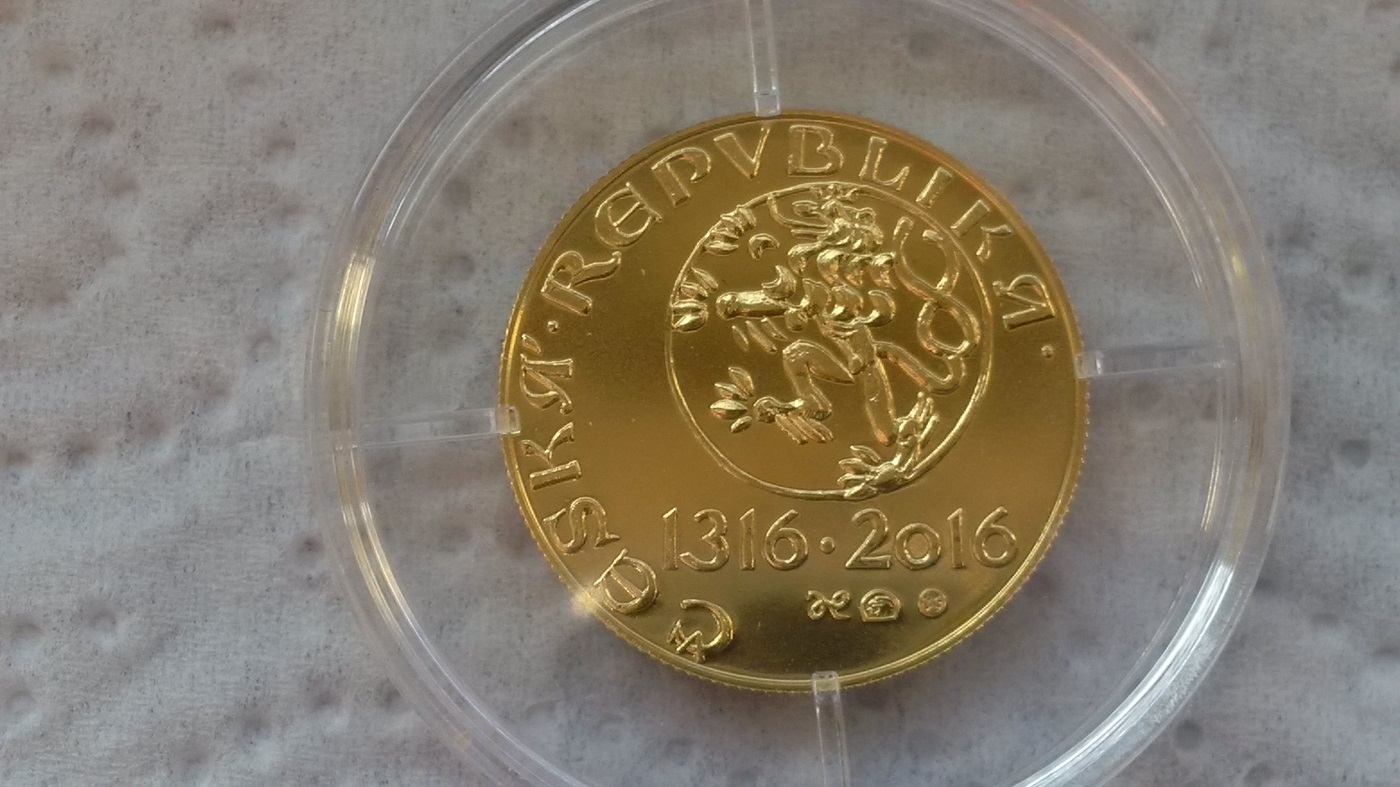 ČESKÁ · REPVBLIKA ·
1316 · 2016